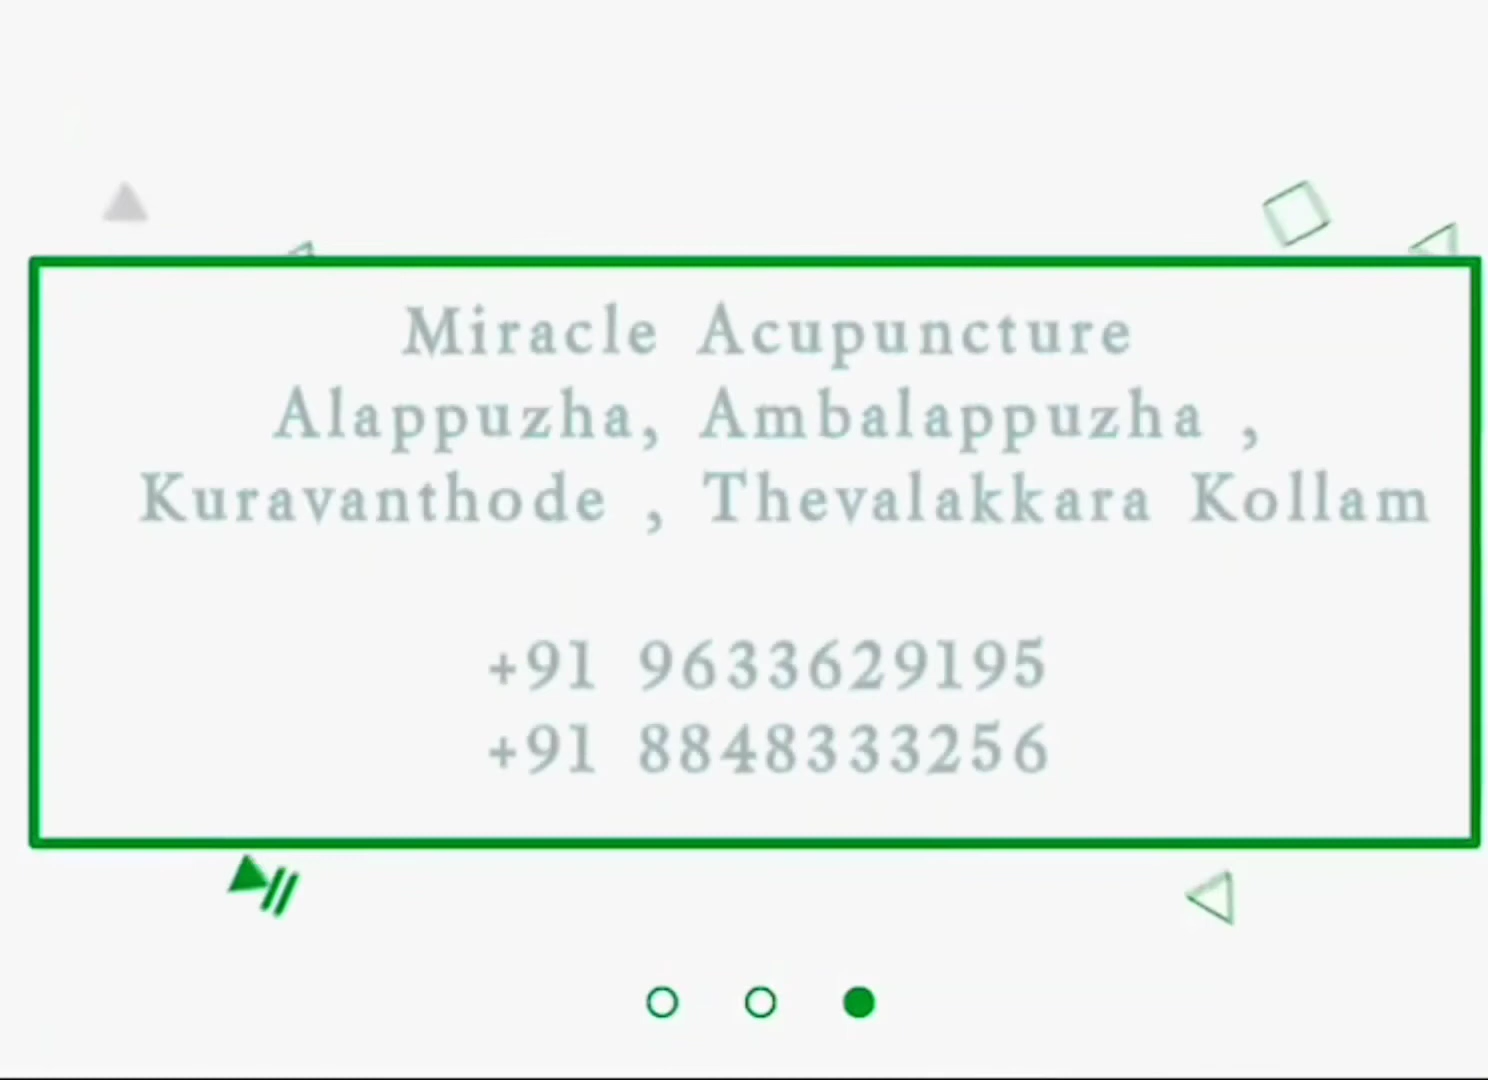 Miracle Acupuncture
Alappuzha, Ambalappuzha ,
Kuravanthode , Thevalakkara Kollam
+91 9633629195
+91 8848333256